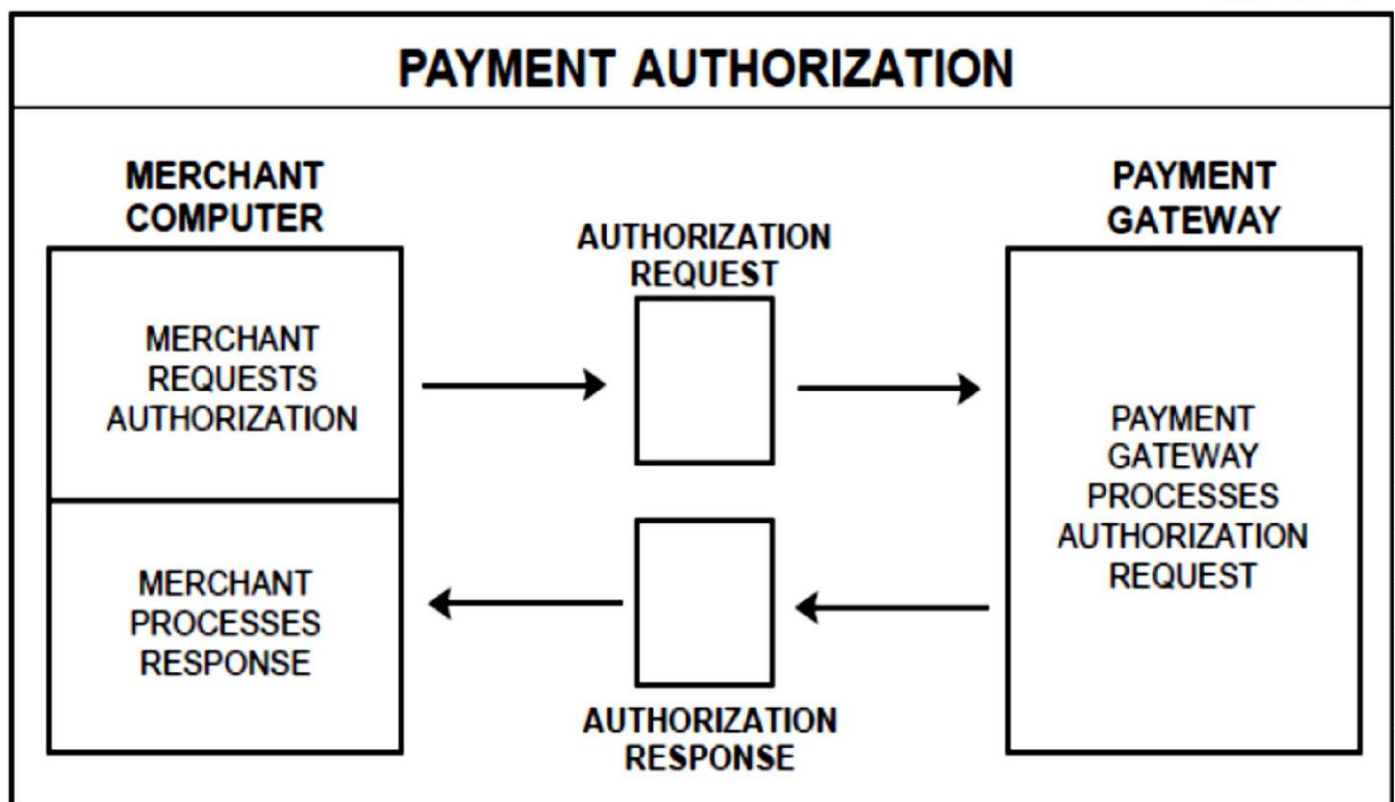 PAYMENT AUTHORIZATION
MERCHANT
COMPUTER
MERCHANT
REQUESTS
AUTHORIZATION
MERCHANT
PROCESSES
RESPONSE
AUTHORIZATION
REQUEST
AUTHORIZATION
RESPONSE
PAYMENT
GATEWAY
PAYMENT
GATEWAY
PROCESSES
AUTHORIZATION
REQUEST